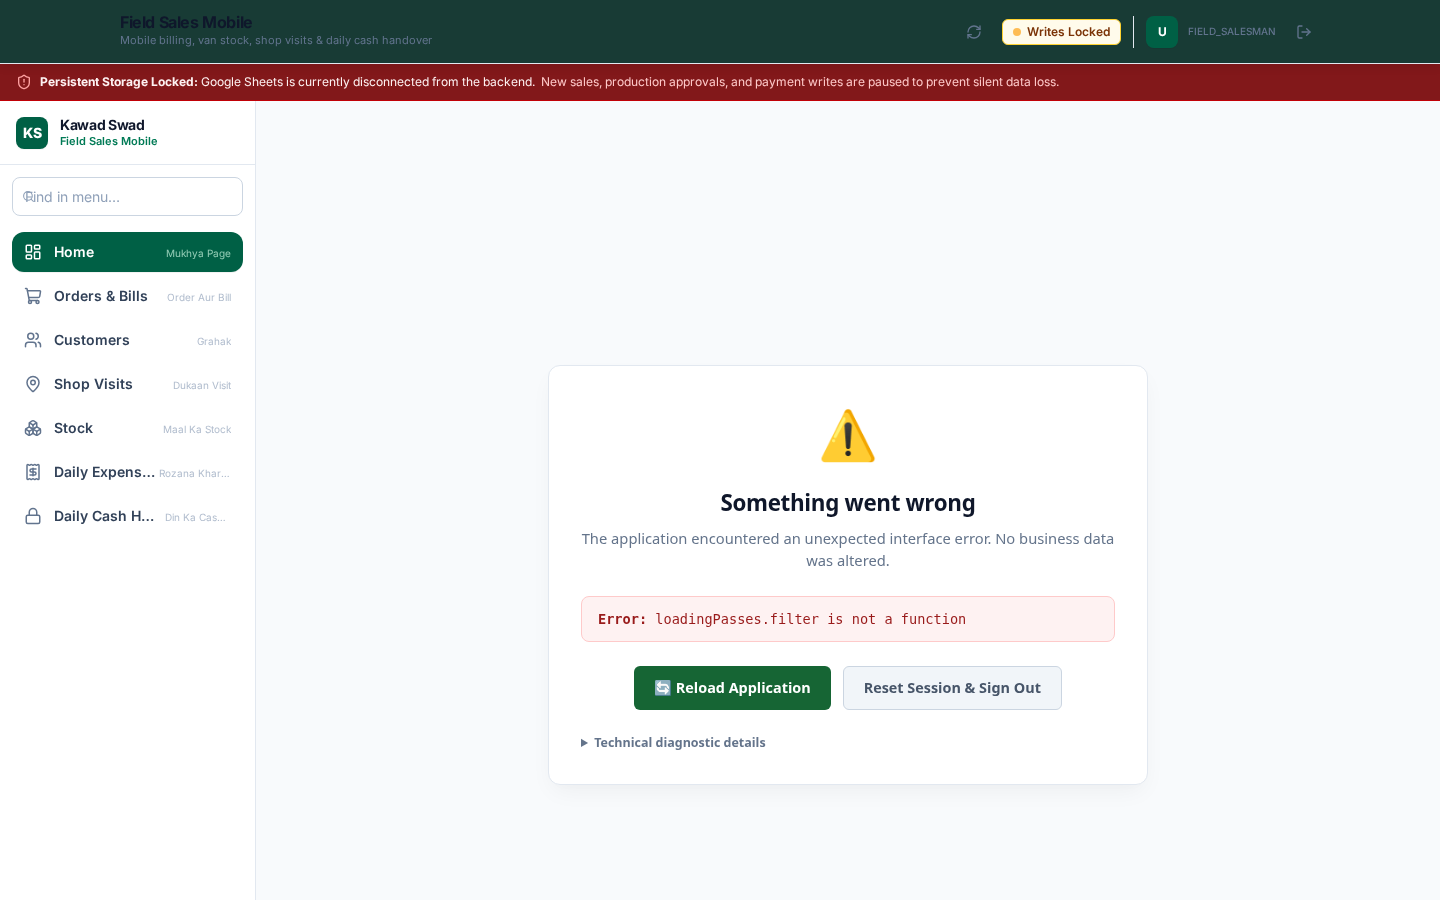 Field Sales Mobile
Mobile billing, van stock, shop visits & daily cash handover
Writes Locked
U
FIELD_SALESMAN
Persistent Storage Locked: Google Sheets is currently disconnected from the backend. New sales, production approvals, and payment writes are paused to prevent silent data loss.
KS
Kawad Swad
Field Sales Mobile
Find in menu...
Home Mukhya Page
Orders & Bills Order Aur Bill
Customers Grahak
Shop Visits Dukaan Visit
Stock Maal Ka Stock
Daily Expens... Rozana Khar...
Daily Cash H... Din Ka Cas...
Something went wrong
The application encountered an unexpected interface error. No business data
was altered.
Error: loadingPasses.filter is not a function
Reload Application
Reset Session & Sign Out
Technical diagnostic details